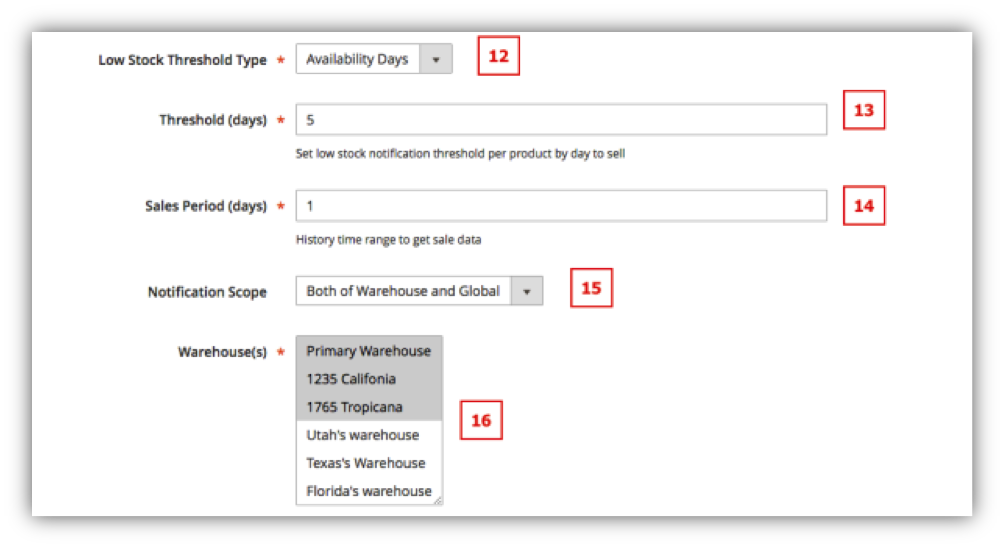 Low Stock Threshold Type * Availability Days 12
Threshold (days) * 5 13
Set low stock notification threshold per product by day to sell
Sales Period (days) * 1 14
History time range to get sale data
Notification Scope Both of Warehouse and Global 15
Warehouse(s) * Primary Warehouse
1235 Califonia
1765 Tropicana
16
Utah's warehouse
Texas's Warehouse
Florida's warehouse